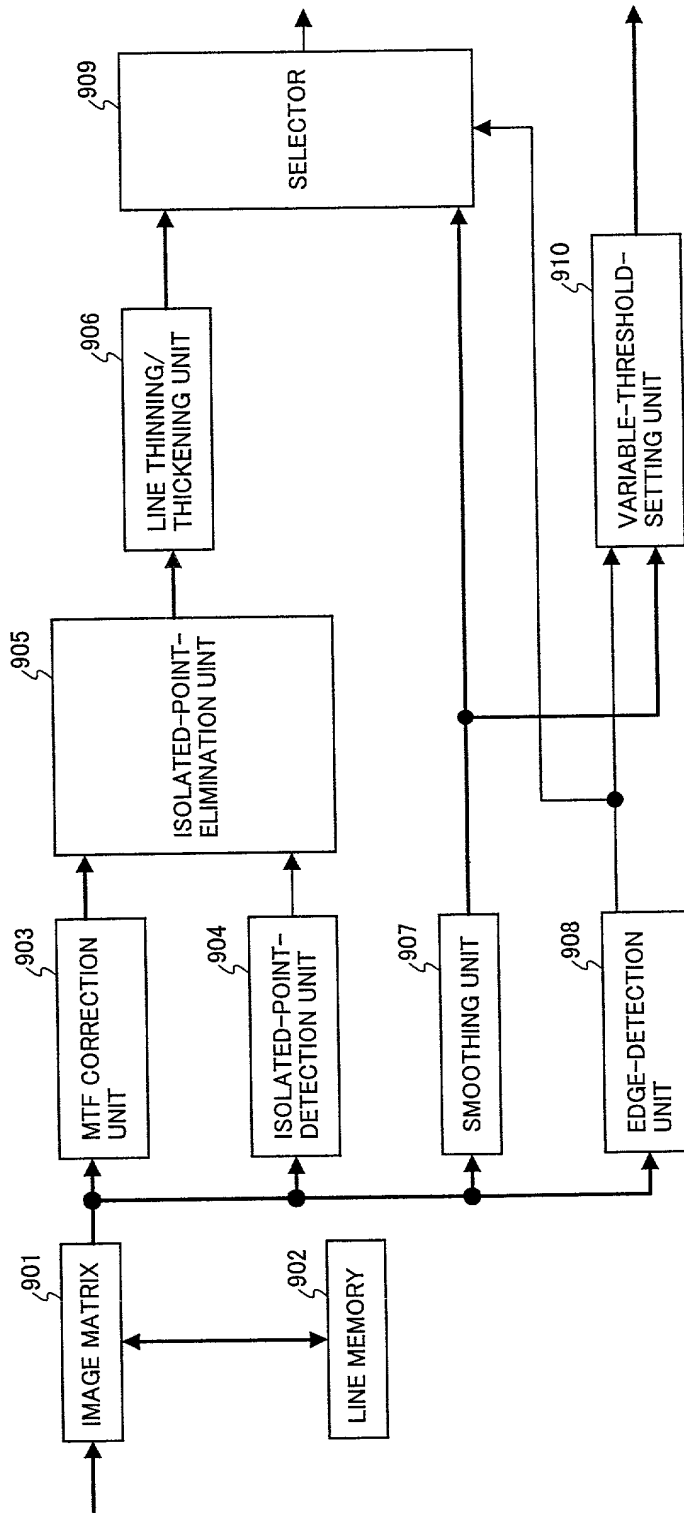 901
IMAGE MATRIX
902
LINE MEMORY
903
MTF CORRECTION
UNIT
904
ISOLATED-POINT-
DETECTION UNIT
905
ISOLATED-POINT-
ELIMINATION UINT
906
LINE THINNING/
THICKENING UNIT
907
SMOOTHING UNIT
908
EDGE-DETECTION
UNIT
909
SELECTOR
910
VARIABLE-THRESHOLD-
SETTING UNIT